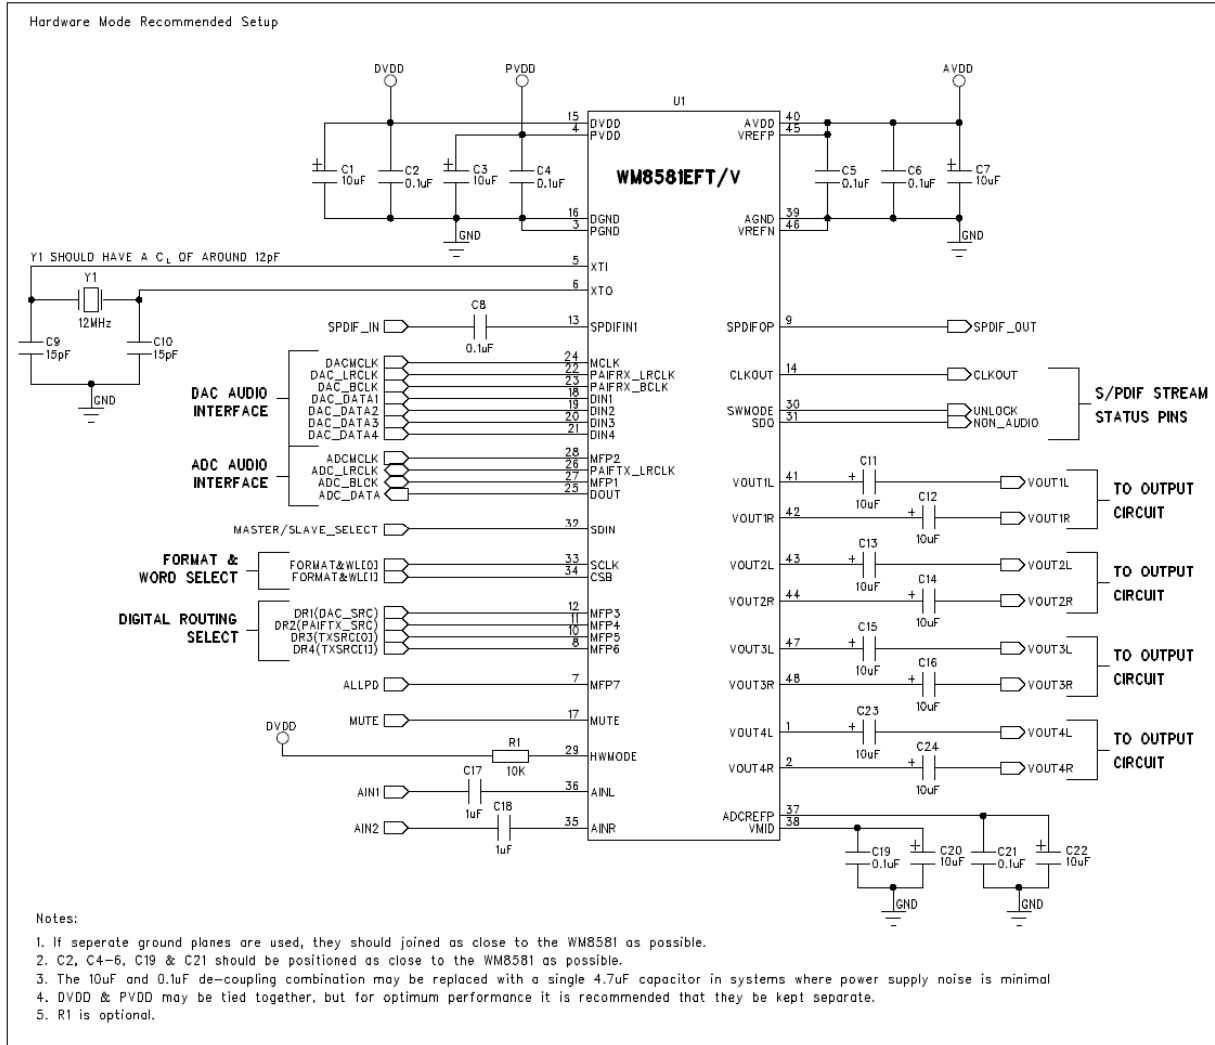 Hardware Mode Recommended Setup
DVDD
PVDD
AVDD
U1
WM8581EFT/V
15 DVDD
4 PVDD
AVDD 40
VREFP 45
C1 10uF
C2 0.1uF
C3 10uF
C4 0.1uF
C5 0.1uF
C6 0.1uF
C7 10uF
16 DGND
3 PGND
AGND 39
VREFN 46
GND
GND
Y1 SHOULD HAVE A CL OF AROUND 12pF
5 XTI
6 XTO
Y1
12MHz
C9 15pF
C10 15pF
GND
SPDIF_IN
C8
0.1uF
13 SPDIFIN1
SPDIFOP 9 SPDIF_OUT
DAC AUDIO
INTERFACE
DACMCLK 24 MCLK
DAC_LRCLK 22 PAIFRX_LRCLK
DAC_BCLK 23 PAIFRX_BCLK
DAC_DATA1 18 DIN1
DAC_DATA2 19 DIN2
DAC_DATA3 20 DIN3
DAC_DATA4 21 DIN4
CLKOUT 14 CLKOUT
SWMODE 30 UNLOCK
SDO 31 NON_AUDIO
S/PDIF STREAM
STATUS PINS
ADC AUDIO
INTERFACE
ADCMCLK 28 MFP2
ADC_LRCLK 26 PAIFTX_LRCLK
ADC_BLCK 27 MFP1
ADC_DATA 25 DOUT
MASTER/SLAVE_SELECT 32 SDIN
FORMAT &
WORD SELECT
FORMAT&WL[0] 33 SCLK
FORMAT&WL[1] 34 CSB
DIGITAL ROUTING
SELECT
DR1(DAC_SRC) 12 MFP3
DR2(PAIFTX_SRC) 11 MFP4
DR3(TXSRC[0]) 10 MFP5
DR4(TXSRC[1]) 8 MFP6
ALLPD 7 MFP7
MUTE 17 MUTE
DVDD
R1
10K
29 HWMODE
AIN1
C17
1uF
36 AINL
AIN2
C18
1uF
35 AINR
VOUT1L 41 + C11 10uF VOUT1L
VOUT1R 42 + C12 10uF VOUT1R
TO OUTPUT
CIRCUIT
VOUT2L 43 + C13 10uF VOUT2L
VOUT2R 44 + C14 10uF VOUT2R
TO OUTPUT
CIRCUIT
VOUT3L 47 + C15 10uF VOUT3L
VOUT3R 48 + C16 10uF VOUT3R
TO OUTPUT
CIRCUIT
VOUT4L 1 + C23 10uF VOUT4L
VOUT4R 2 + C24 10uF VOUT4R
TO OUTPUT
CIRCUIT
ADCREFP 37
VMID 38
C19 0.1uF
C20 10uF
C21 0.1uF
C22 10uF
GND
GND
Notes:
1. If seperate ground planes are used, they should joined as close to the WM8581 as possible.
2. C2, C4-6, C19 & C21 should be positioned as close to the WM8581 as possible.
3. The 10uF and 0.1uF de-coupling combination may be replaced with a single 4.7uF capacitor in systems where power supply noise is minimal
4. DVDD & PVDD may be tied together, but for optimum performance it is recommended that they be kept separate.
5. R1 is optional.